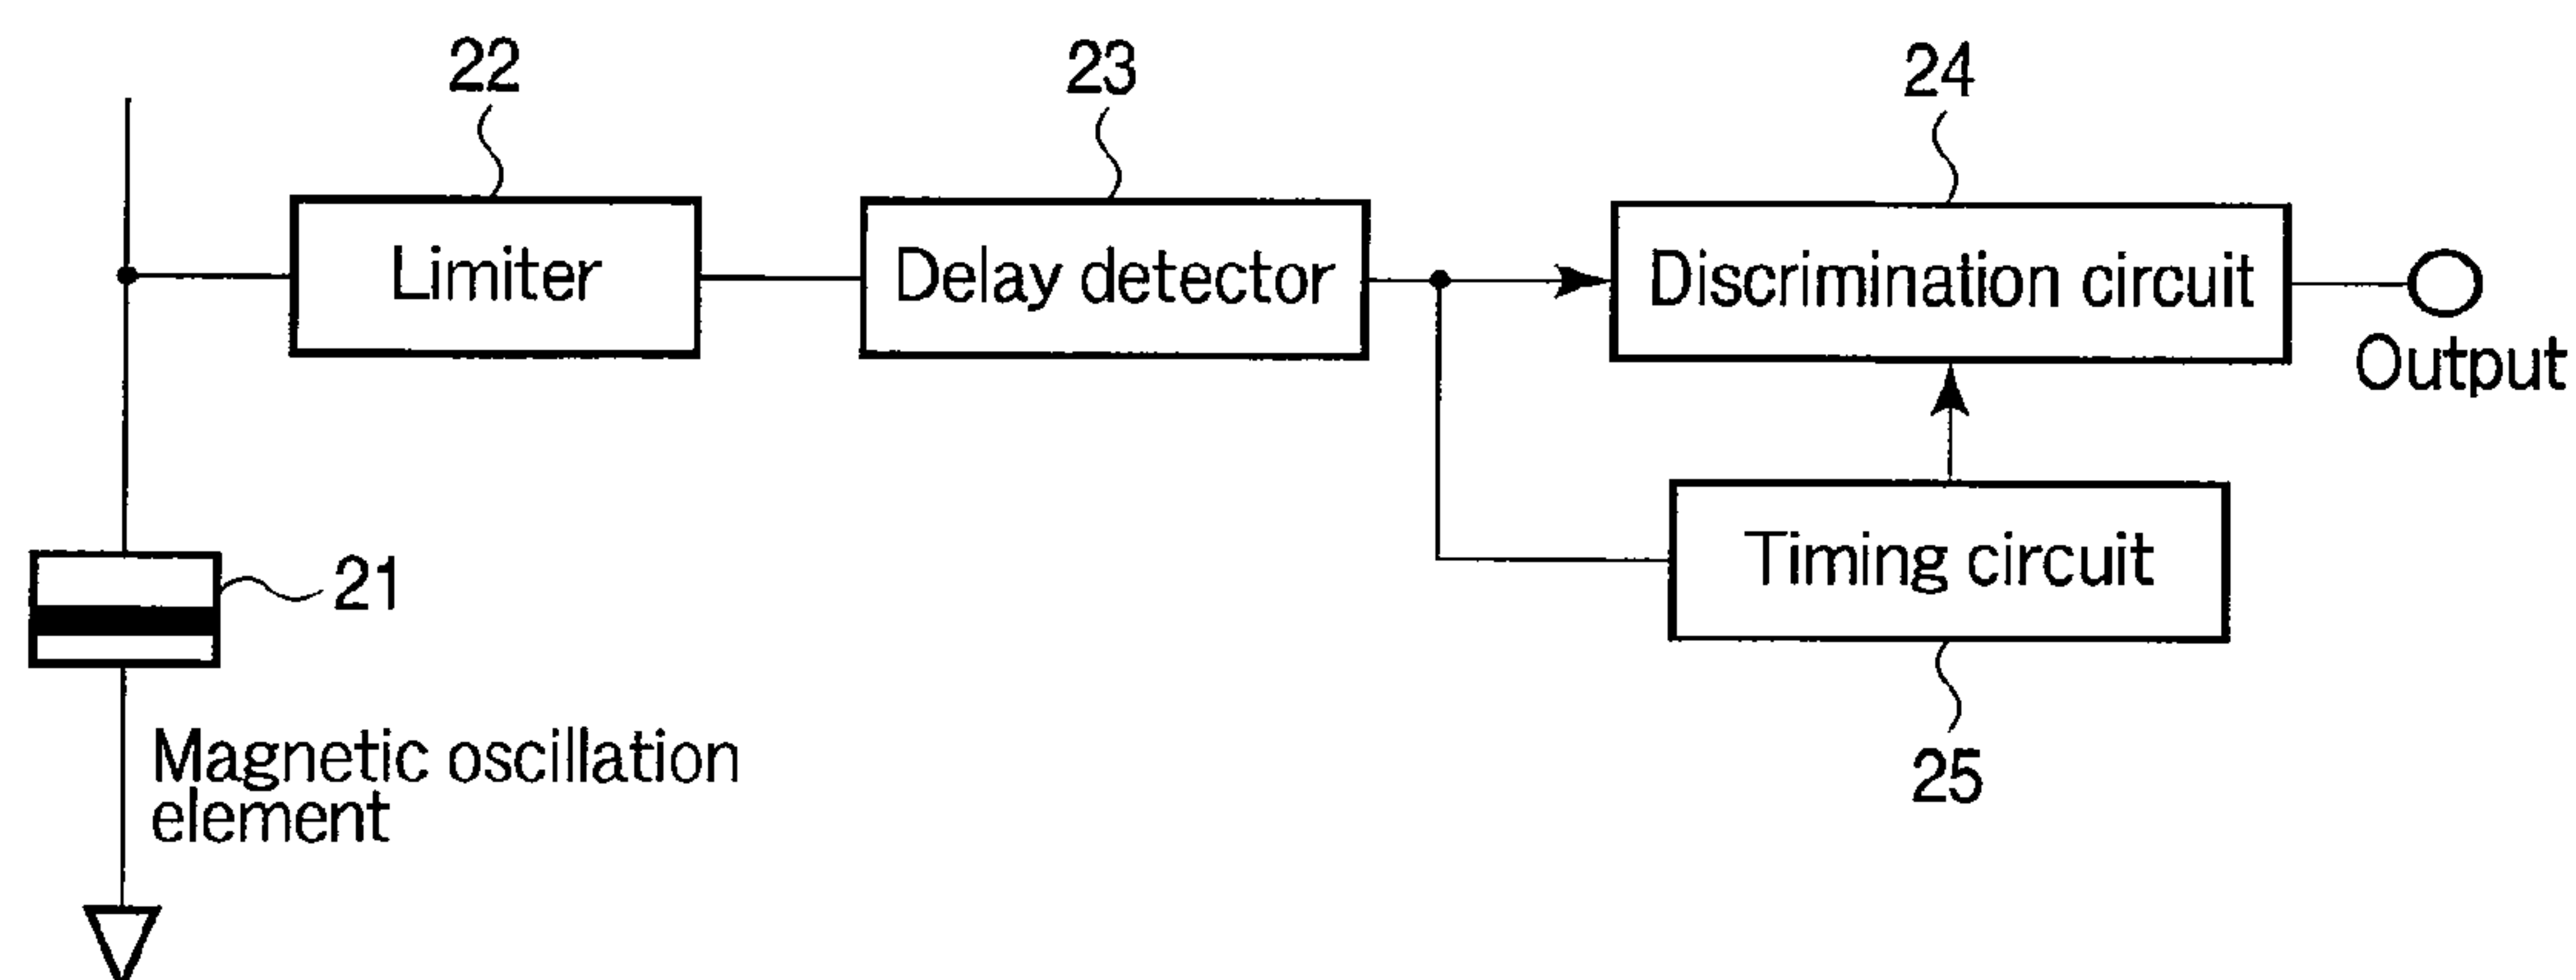 22
23
24
Limiter
Delay detector
Discrimination circuit
Output
21
Timing circuit
Magnetic oscillation
element
25